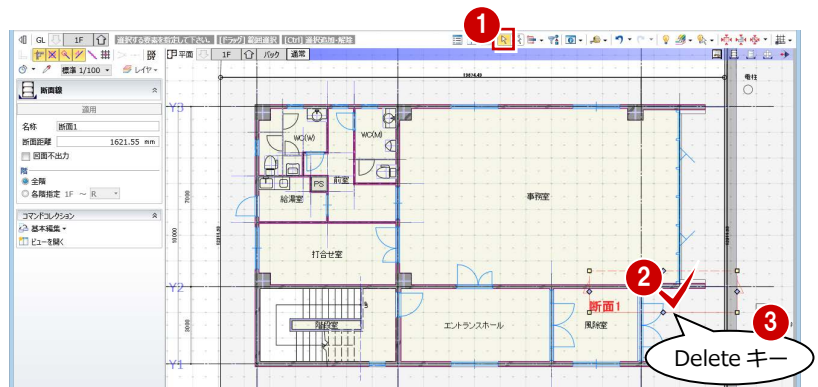 1
GL 1F 選択する要素を指定して下さい。 [ドラッグ] 範囲選択 [Ctrl] 選択追加・解除
平面 1F バック 通常
標準 1/100 レイヤ
断面線
適用
名称 断面1
断面距離 1621.55 mm
図面不出力
階
全階
各階指定 1F ～ R
コマンドコレクション
基本編集
ビューを開く
電柱
Y3
WC(W)
WC(M)
PS
前室
給湯室
事務室
7000
10000
打合せ室
Y2
2
断面1
3
階段室
エントランスホール
風除室
3000
Delete キー
Y1